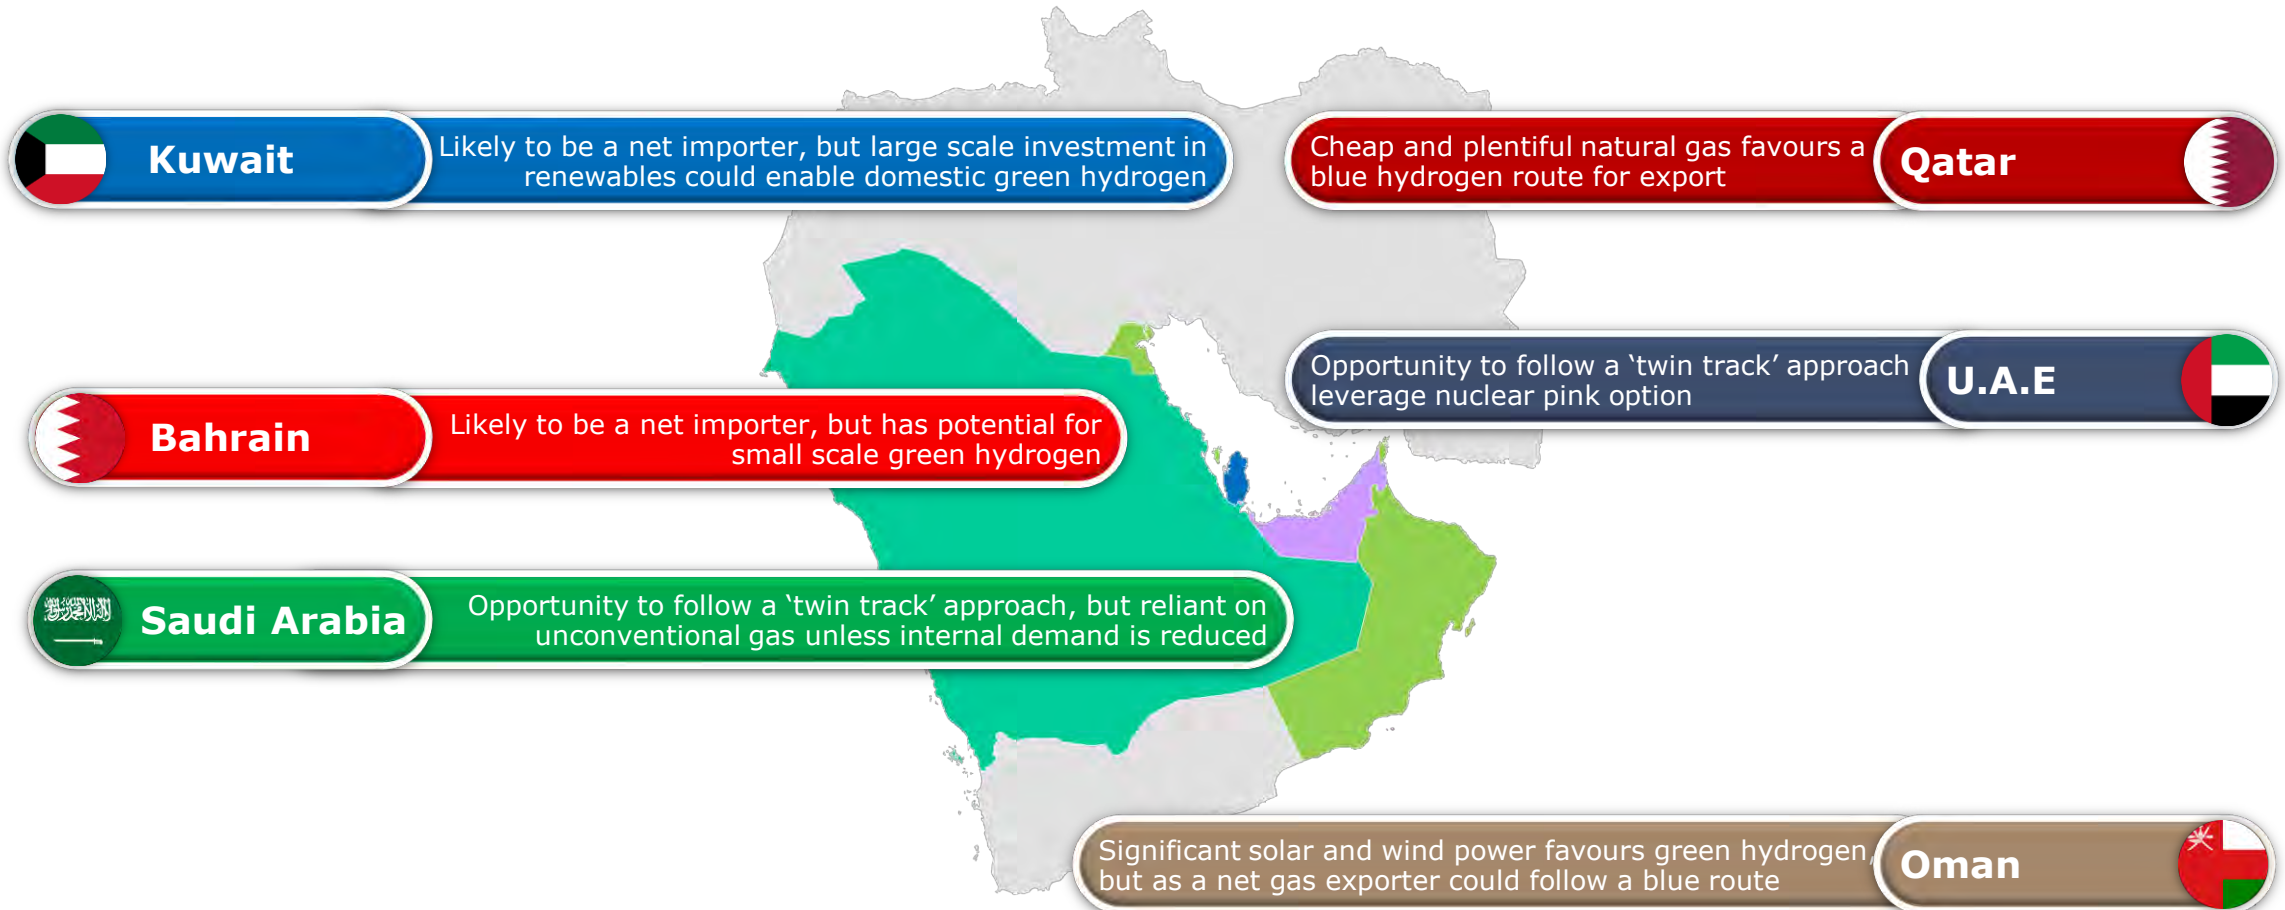 Kuwait
Likely to be a net importer, but large scale investment in
renewables could enable domestic green hydrogen
Cheap and plentiful natural gas favours a
blue hydrogen route for export
Qatar
Opportunity to follow a ‘twin track’ approach
leverage nuclear pink option
U.A.E
Bahrain
Likely to be a net importer, but has potential for
small scale green hydrogen
Saudi Arabia
Opportunity to follow a ‘twin track’ approach, but reliant on
unconventional gas unless internal demand is reduced
Significant solar and wind power favours green hydrogen,
but as a net gas exporter could follow a blue route
Oman